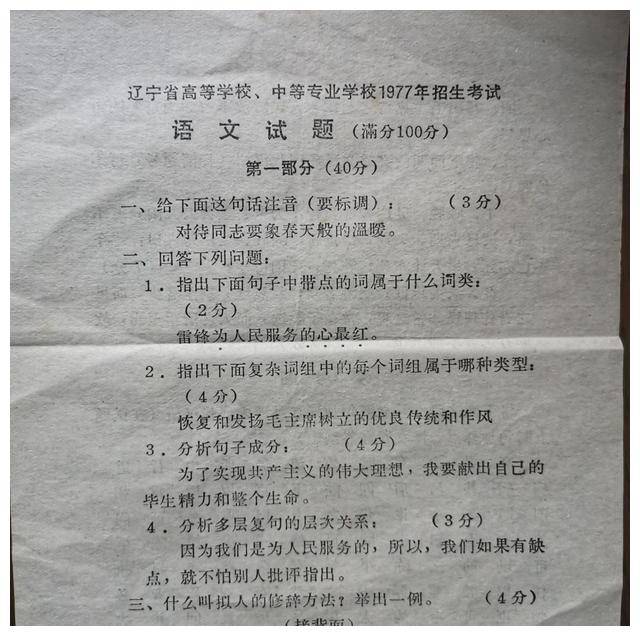 辽宁省高等学校、中等专业学校1977年招生考试
语文试题（滿分100分）
第一部分（40分）
一、给下面这句话注音（要标调）：（3分）
对待同志要象春天般的温暖。
二、回答下列问题：
1．指出下面句子中带点的词属于什么词类：
（2分）
雷锋为人民服务的心最红。
2．指出下面复杂词组中的每个词组属于哪种类型：
（4分）
恢复和发扬毛主席树立的优良传统和作风
3．分析句子成分：（4分）
为了实现共产主义的伟大理想，我要献出自己的
毕生精力和整个生命。
4．分析多层复句的层次关系：（3分）
因为我们是为人民服务的，所以，我们如果有缺
点，就不怕别人批评指出。
三、什么叫拟人的修辞方法？举出一例。（4分）
（接背面）